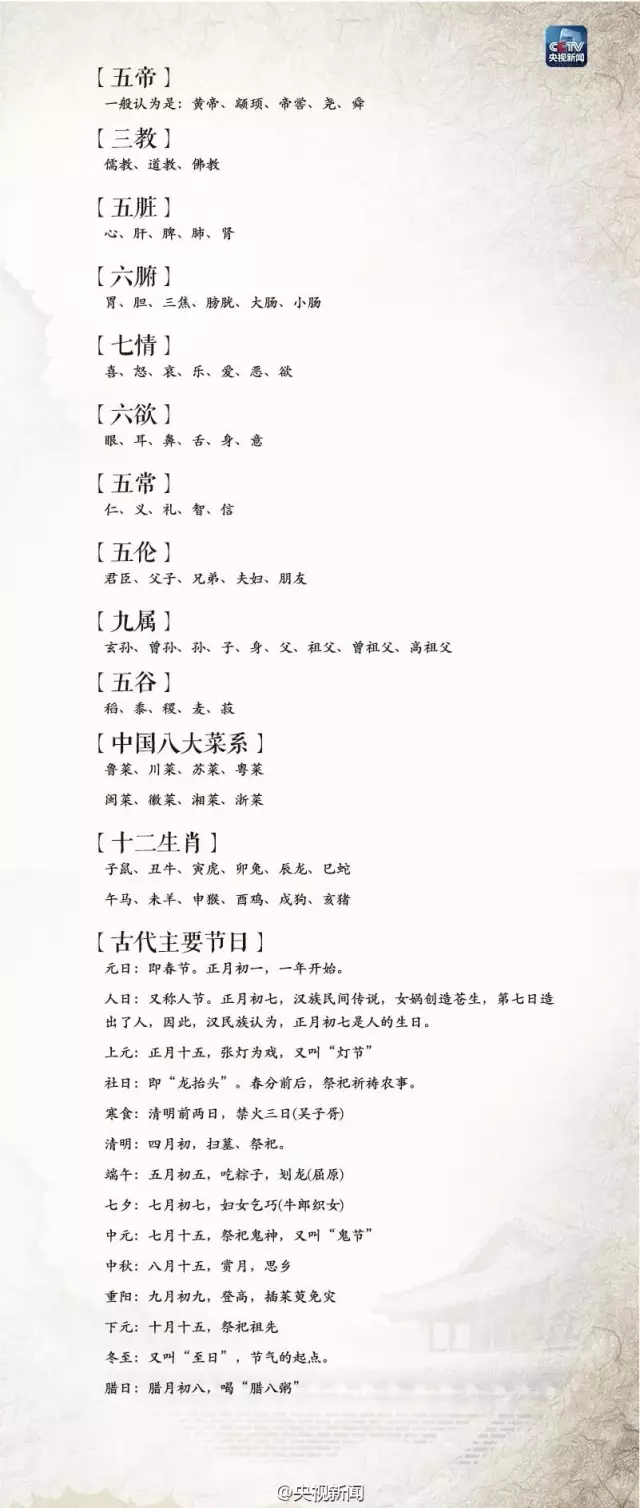 CCTV
央视新闻
【五帝】
一般认为是：黄帝、颛顼、帝喾、尧、舜
【三教】
儒教、道教、佛教
【五脏】
心、肝、脾、肺、肾
【六腑】
胃、胆、三焦、膀胱、大肠、小肠
【七情】
喜、怒、哀、乐、爱、恶、欲
【六欲】
眼、耳、鼻、舌、身、意
【五常】
仁、义、礼、智、信
【五伦】
君臣、父子、兄弟、夫妇、朋友
【九属】
玄孙、曾孙、孙、子、身、父、祖父、曾祖父、高祖父
【五谷】
稻、黍、稷、麦、菽
【中国八大菜系】
鲁菜、川菜、苏菜、粤菜
闽菜、徽菜、湘菜、浙菜
【十二生肖】
子鼠、丑牛、寅虎、卯兔、辰龙、巳蛇
午马、未羊、申猴、酉鸡、戌狗、亥猪
【古代主要节日】
元日：即春节。正月初一，一年开始。
人日：又称人节。正月初七，汉族民间传说，女娲创造苍生，第七日造
出了人，因此，汉民族认为，正月初七是人的生日。
上元：正月十五，张灯为戏，又叫“灯节”
社日：即“龙抬头”。春分前后，祭祀祈祷农事。
寒食：清明前两日，禁火三日(吴子胥)
清明：四月初，扫墓、祭祀。
端午：五月初五，吃粽子，划龙(屈原)
七夕：七月初七，妇女乞巧(牛郎织女)
中元：七月十五，祭祀鬼神，又叫“鬼节”
中秋：八月十五，赏月，思乡
重阳：九月初九，登高，插茱萸免灾
下元：十月十五，祭祀祖先
冬至：又叫“至日”，节气的起点。
腊日：腊月初八，喝“腊八粥”
@央视新闻